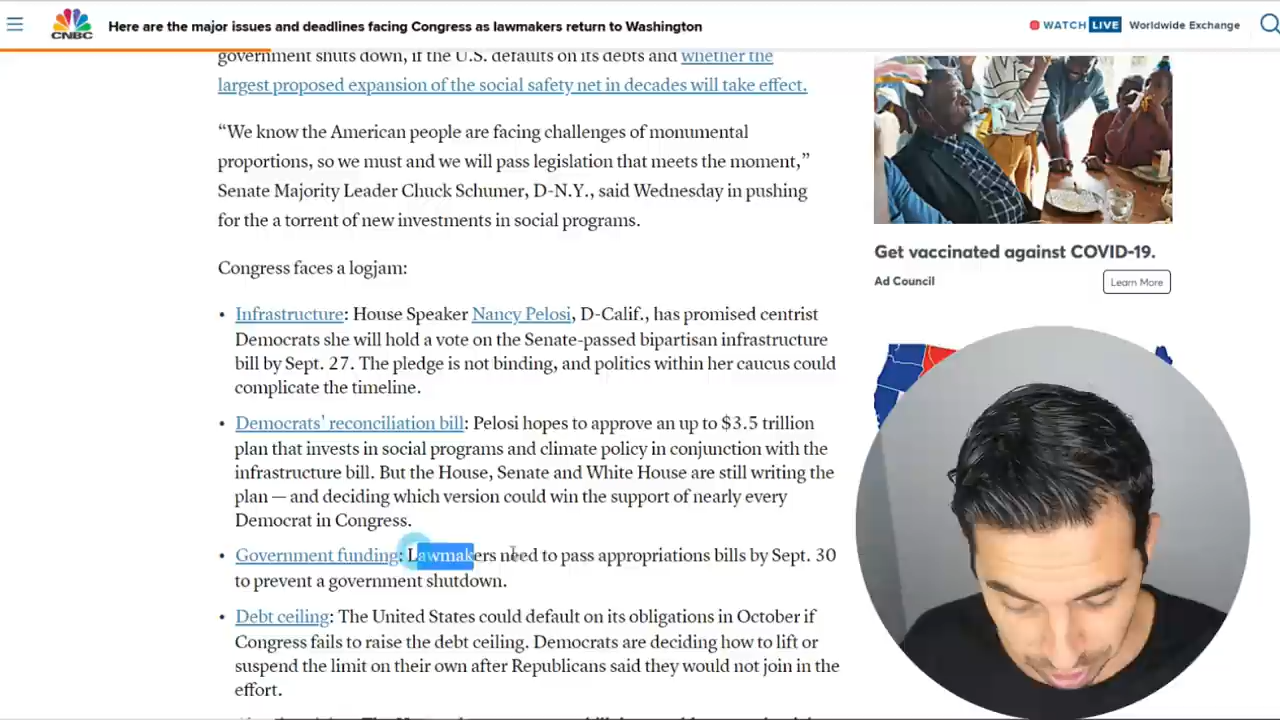 Here are the major issues and deadlines facing Congress as lawmakers return to Washington
WATCH LIVE Worldwide Exchange
CNBC
government shuts down, if the U.S. defaults on its debts and whether the
largest proposed expansion of the social safety net in decades will take effect.
“We know the American people are facing challenges of monumental
proportions, so we must and we will pass legislation that meets the moment,”
Senate Majority Leader Chuck Schumer, D-N.Y., said Wednesday in pushing
for the a torrent of new investments in social programs.
Congress faces a logjam:
• Infrastructure: House Speaker Nancy Pelosi, D-Calif., has promised centrist
Democrats she will hold a vote on the Senate-passed bipartisan infrastructure
bill by Sept. 27. The pledge is not binding, and politics within her caucus could
complicate the timeline.
• Democrats’ reconciliation bill: Pelosi hopes to approve an up to $3.5 trillion
plan that invests in social programs and climate policy in conjunction with the
infrastructure bill. But the House, Senate and White House are still writing the
plan — and deciding which version could win the support of nearly every
Democrat in Congress.
• Government funding: Lawmakers need to pass appropriations bills by Sept. 30
to prevent a government shutdown.
• Debt ceiling: The United States could default on its obligations in October if
Congress fails to raise the debt ceiling. Democrats are deciding how to lift or
suspend the limit on their own after Republicans said they would not join in the
effort.
Get vaccinated against COVID-19.
Ad Council
Learn More